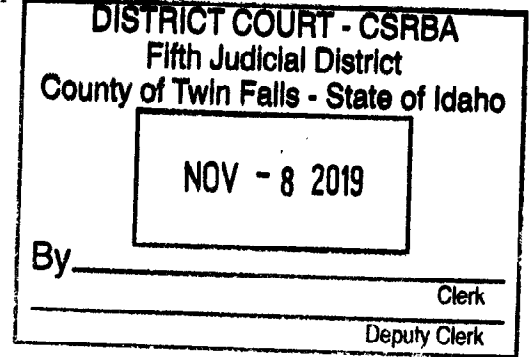 DISTRICT COURT - CSRBA
Fifth Judicial District
County of Twin Falls - State of Idaho
NOV - 8 2019
By
Clerk
Deputy Clerk